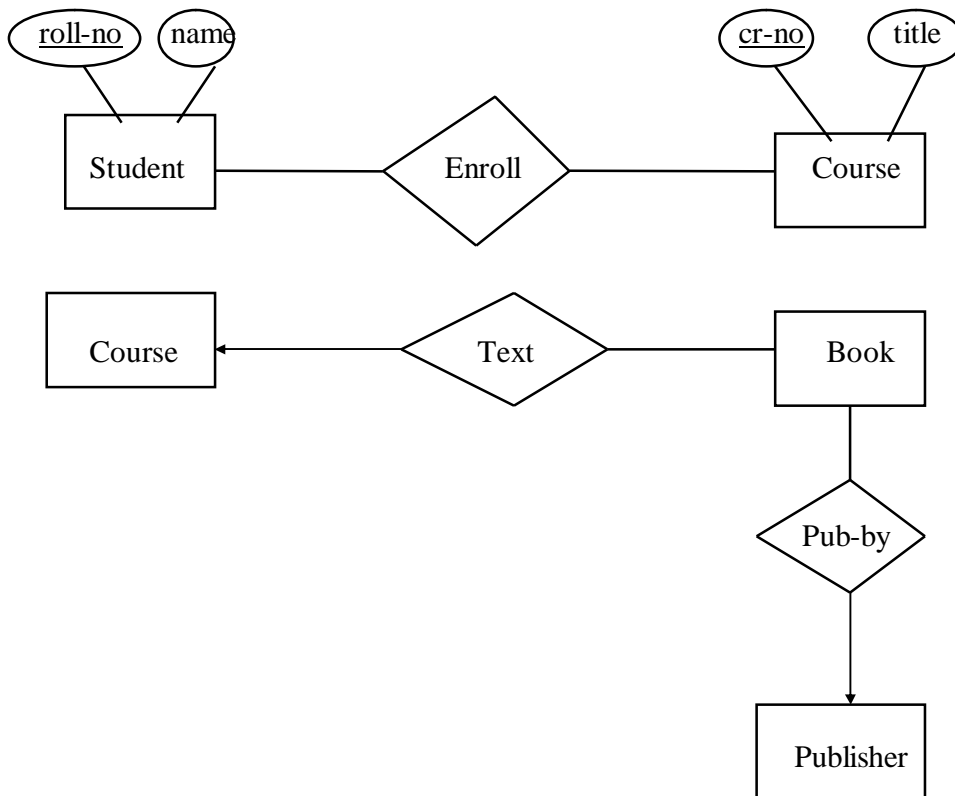 roll-no name cr-no title
Student Enroll Course
Course Text Book
Pub-by
Publisher